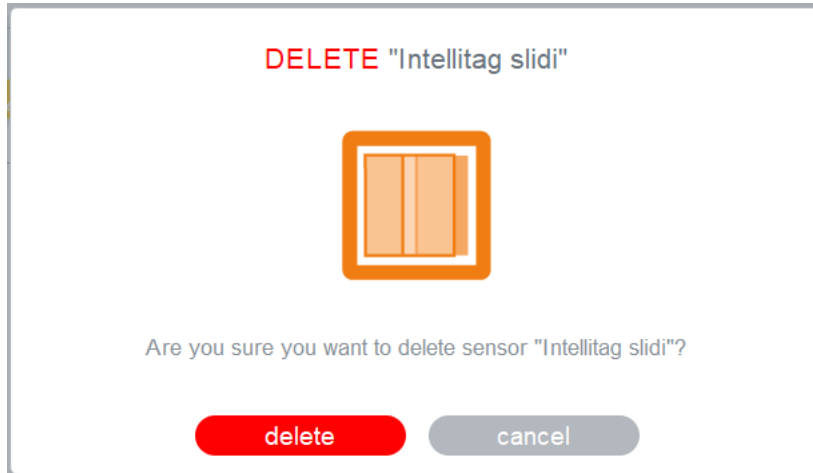 DELETE "Intellitag slidi"
Are you sure you want to delete sensor "Intellitag slidi"?
delete
cancel